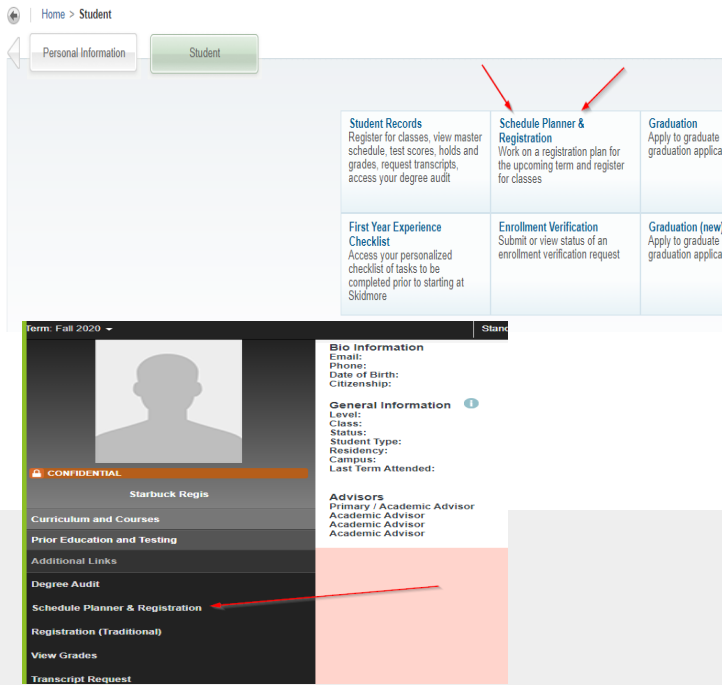 Home > Student
Personal Information
Student
Student Records
Register for classes, view master
schedule, test scores, holds and
grades, request transcripts,
access your degree audit
Schedule Planner &
Registration
Work on a registration plan for
the upcoming term and register
for classes
Graduation
Apply to graduate
graduation applica
First Year Experience
Checklist
Access your personalized
checklist of tasks to be
completed prior to starting at
Skidmore
Enrollment Verification
Submit or view status of an
enrollment verification request
Graduation (new)
Apply to graduate
graduation applica
Term: Fall 2020
Stand
CONFIDENTIAL
Starbuck Regis
Curriculum and Courses
Prior Education and Testing
Additional Links
Degree Audit
Schedule Planner & Registration
Registration (Traditional)
View Grades
Transcript Request
Bio Information
Email:
Phone:
Date of Birth:
Citizenship:
General Information
Level:
Class:
Status:
Student Type:
Residency:
Campus:
Last Term Attended:
Advisors
Primary / Academic Advisor
Academic Advisor
Academic Advisor
Academic Advisor